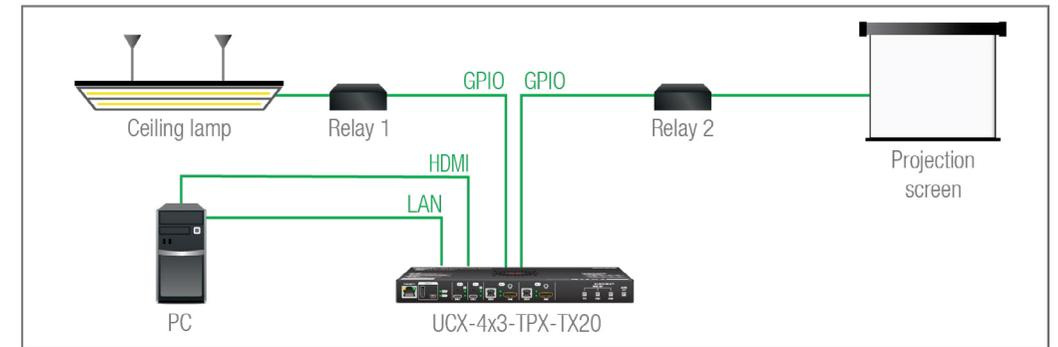 GPIO GPIO
Ceiling lamp
Relay 1
Relay 2
HDMI
Projection
screen
LAN
PC
UCX-4x3-TPX-TX20